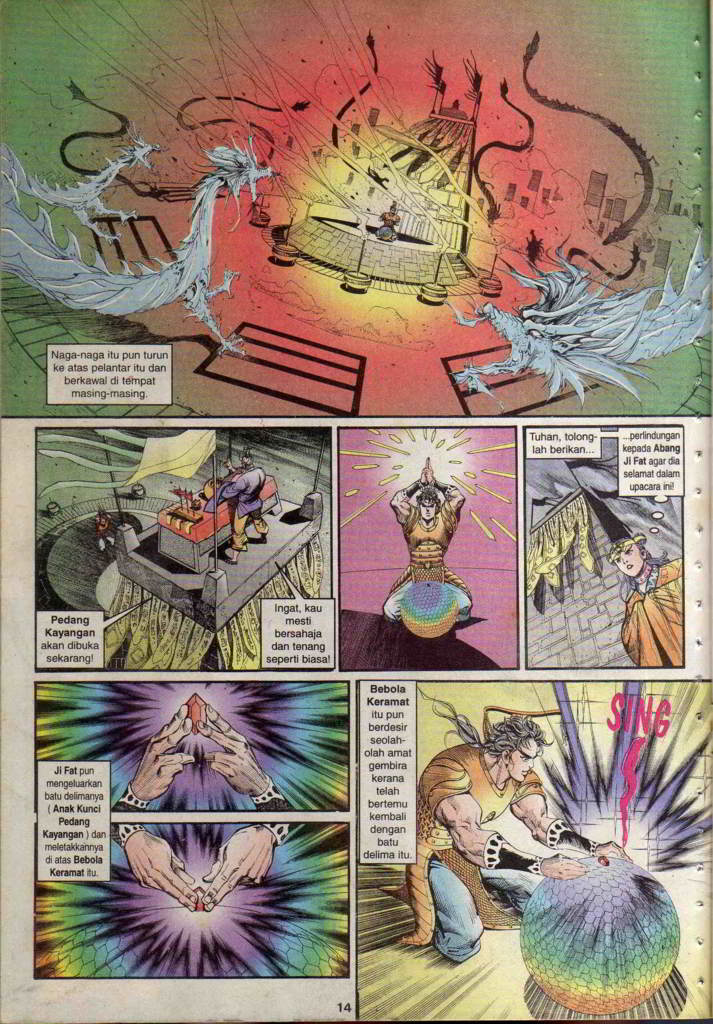 Naga-naga itu pun turun
ke atas pelantar itu dan
berkawal di tempat
masing-masing.
Pedang
Kayangan
akan dibuka
sekarang!
Ingat, kau
mesti
bersahaja
dan tenang
seperti biasa!
Tuhan, tolong-
lah berikan...
...perlindungan
kepada Abang
Ji Fat agar dia
selamat dalam
upacara ini!
Ji Fat pun
mengeluarkan
batu delimanya
( Anak Kunci
Pedang
Kayangan ) dan
meletakkannya
di atas Bebola
Keramat itu.
Bebola
Keramat
itu pun
berdesir
seolah-
olah amat
gembira
kerana
telah
bertemu
kembali
dengan
batu
delima itu.
SING
14